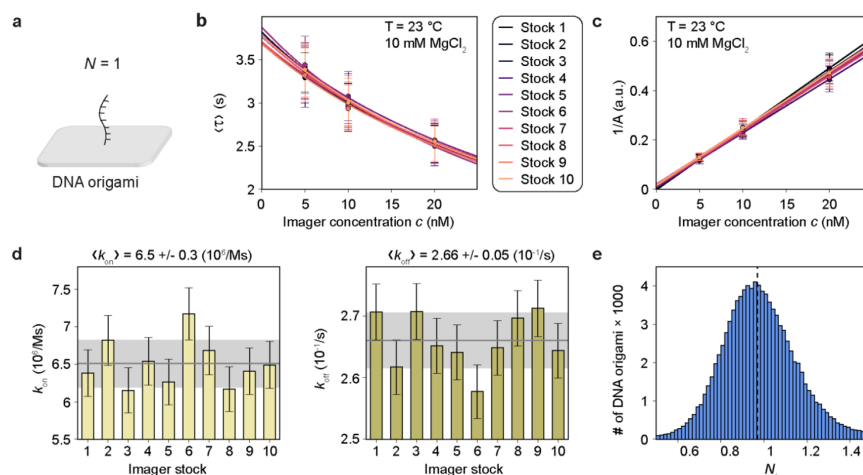 a
N = 1
DNA origami
b
T = 23 °C
10 mM MgCl2
⟨τ⟩ (s)
3.5
3
2.5
2
0 5 10 15 20
Imager concentration c (nM)
Stock 1
Stock 2
Stock 3
Stock 4
Stock 5
Stock 6
Stock 7
Stock 8
Stock 9
Stock 10
c
T = 23 °C
10 mM MgCl2
1/A (a.u.)
0.6
0.4
0.2
0.0
0 5 10 15 20
Imager concentration c (nM)
d
⟨kon⟩ = 6.5 +/- 0.3 (10⁶/Ms)
kon (10⁶/Ms)
7.5
7
6.5
6
5.5
1 2 3 4 5 6 7 8 9 10
Imager stock
⟨koff⟩ = 2.66 +/- 0.05 (10⁻¹/s)
koff (10⁻¹/s)
2.7
2.6
2.5
1 2 3 4 5 6 7 8 9 10
Imager stock
e
# of DNA origami × 1000
4
3
2
1
0
0.6 0.8 1 1.2 1.4
N